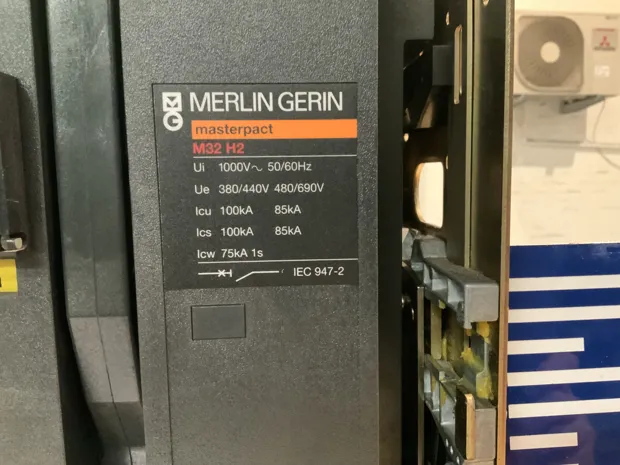 MG MERLIN GERIN
masterpact
M32 H2
Ui 1000V~ 50/60Hz
Ue 380/440V 480/690V
Icu 100kA 85kA
Ics 100kA 85kA
Icw 75kA 1s
IEC 947-2